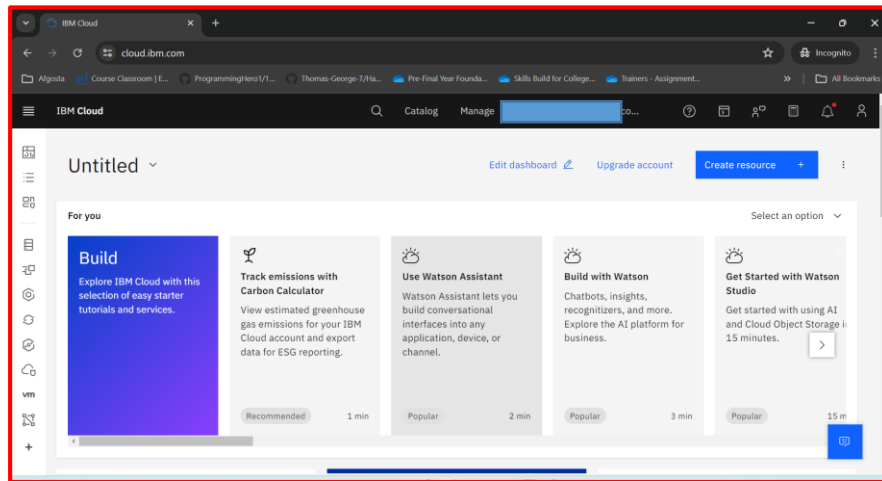 IBM Cloud
cloud.ibm.com
Incognito
Algosta
Course Classroom | E...
ProgrammingHero1/1...
Thomas-George-T/Ha...
Pre-Final Year Founda...
Skills Build for College...
Trainers - Assignment...
All Bookmarks
IBM Cloud
Catalog
Manage
co...
Untitled
Edit dashboard
Upgrade account
Create resource +
For you
Select an option
Build
Explore IBM Cloud with this
selection of easy starter
tutorials and services.
Track emissions with
Carbon Calculator
View estimated greenhouse
gas emissions for your IBM
Cloud account and export
data for ESG reporting.
Recommended
1 min
Use Watson Assistant
Watson Assistant lets you
build conversational
interfaces into any
application, device, or
channel.
Popular
2 min
Build with Watson
Chatbots, insights,
recognizers, and more.
Explore the AI platform for
business.
Popular
3 min
Get Started with Watson
Studio
Get started with using AI
and Cloud Object Storage i
15 minutes.
Popular
15 m
vm